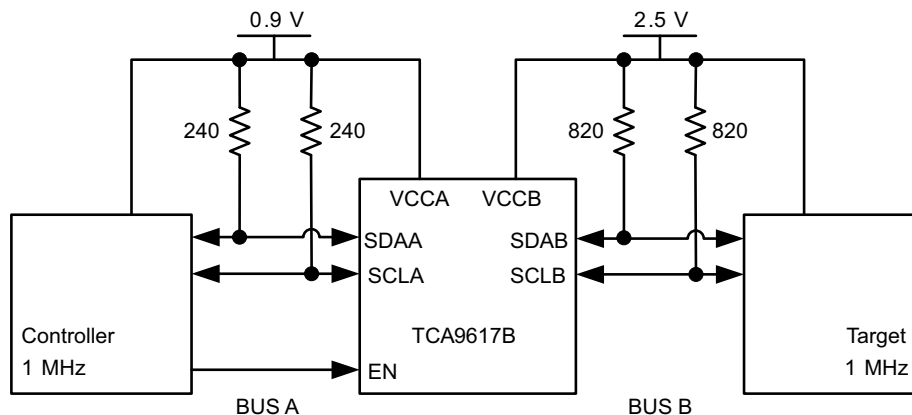 0.9 V
2.5 V
240
240
820
820
VCCA
VCCB
SDAA
SDAB
SCLA
SCLB
Controller
1 MHz
TCA9617B
Target
1 MHz
EN
BUS A
BUS B